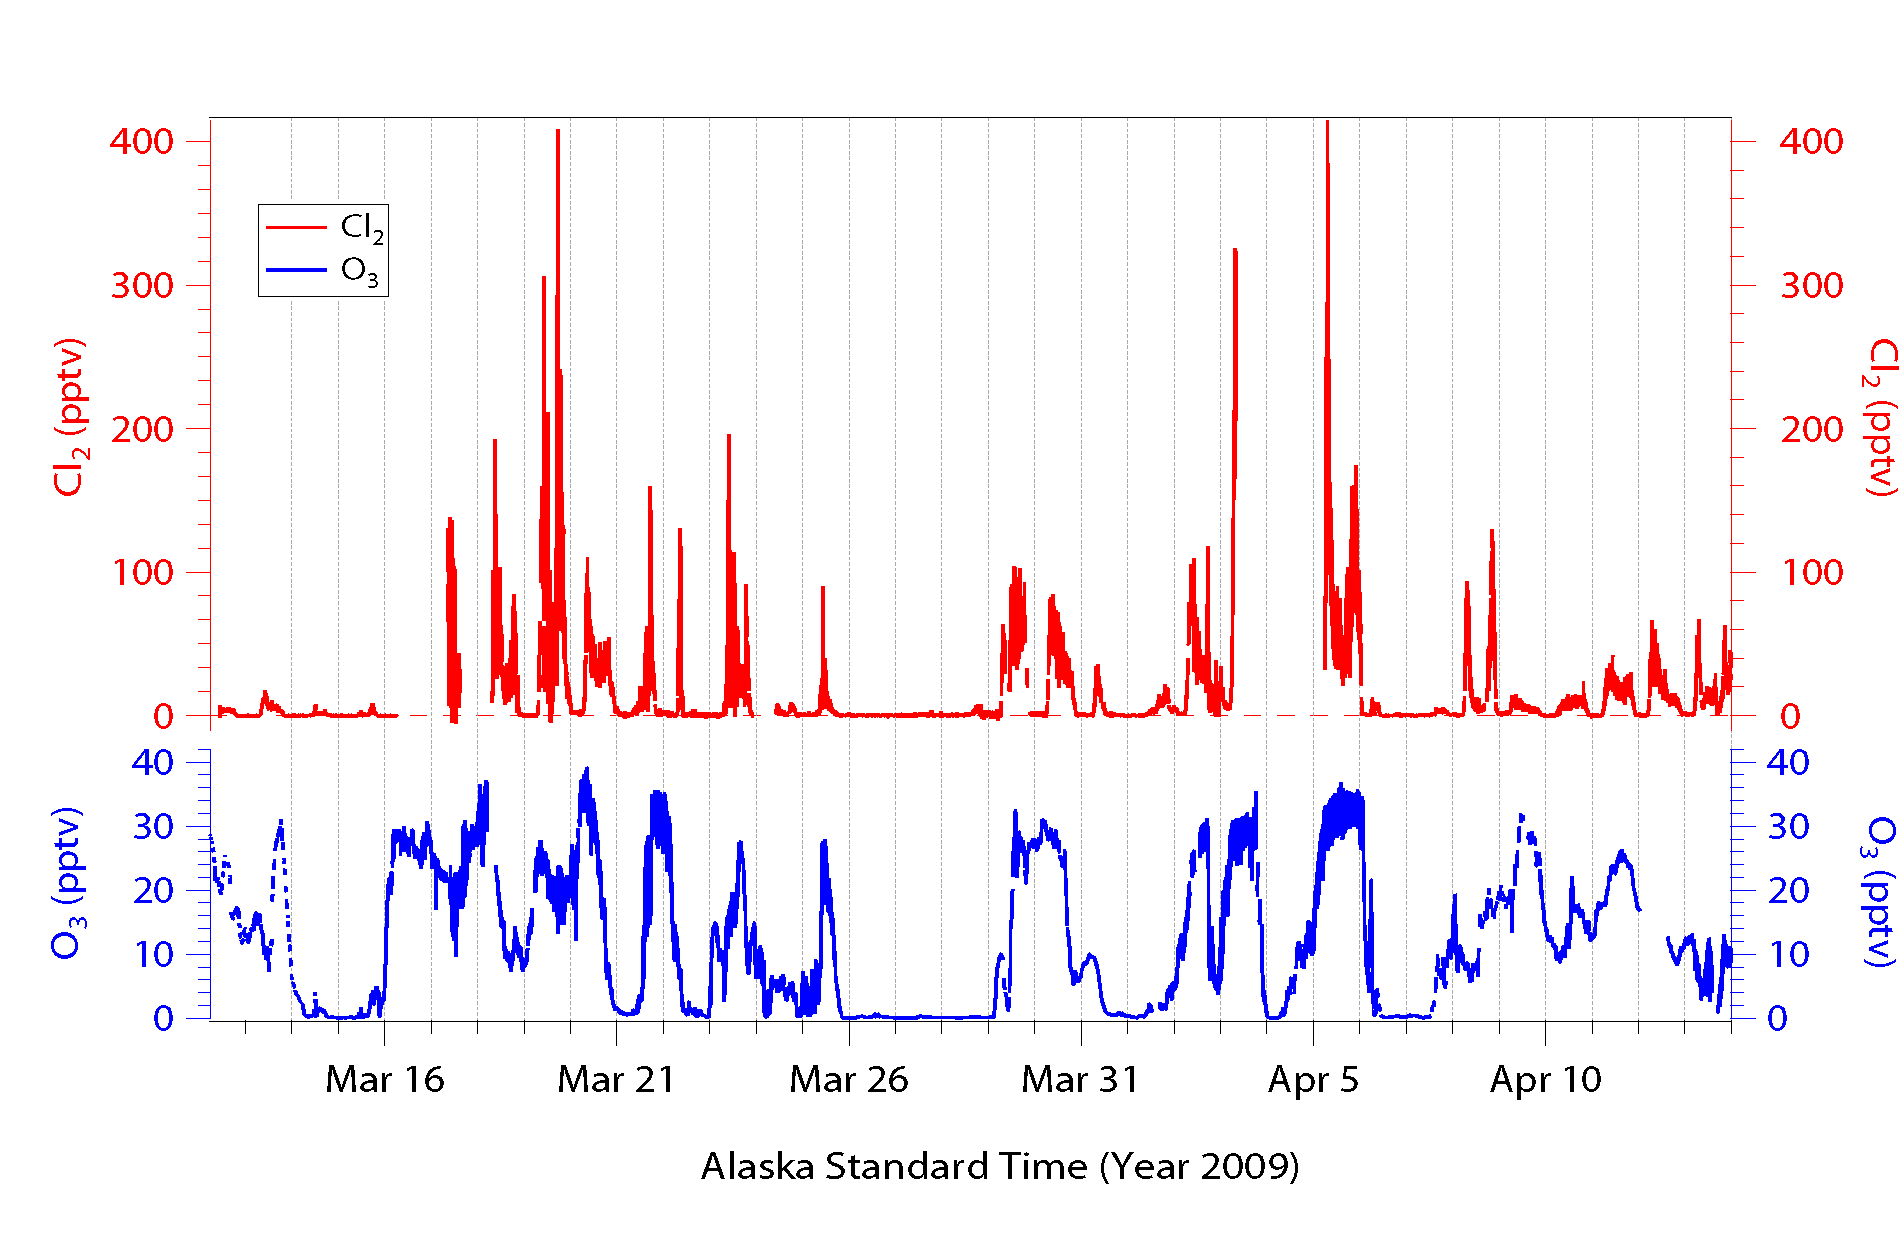 400
300
200
100
0
Cl₂ (pptv)
Cl₂
O₃
400
300
200
100
0
Cl₂ (pptv)
40
30
20
10
0
O₃ (pptv)
40
30
20
10
0
O₃ (pptv)
Mar 16 Mar 21 Mar 26 Mar 31 Apr 5 Apr 10
Alaska Standard Time (Year 2009)